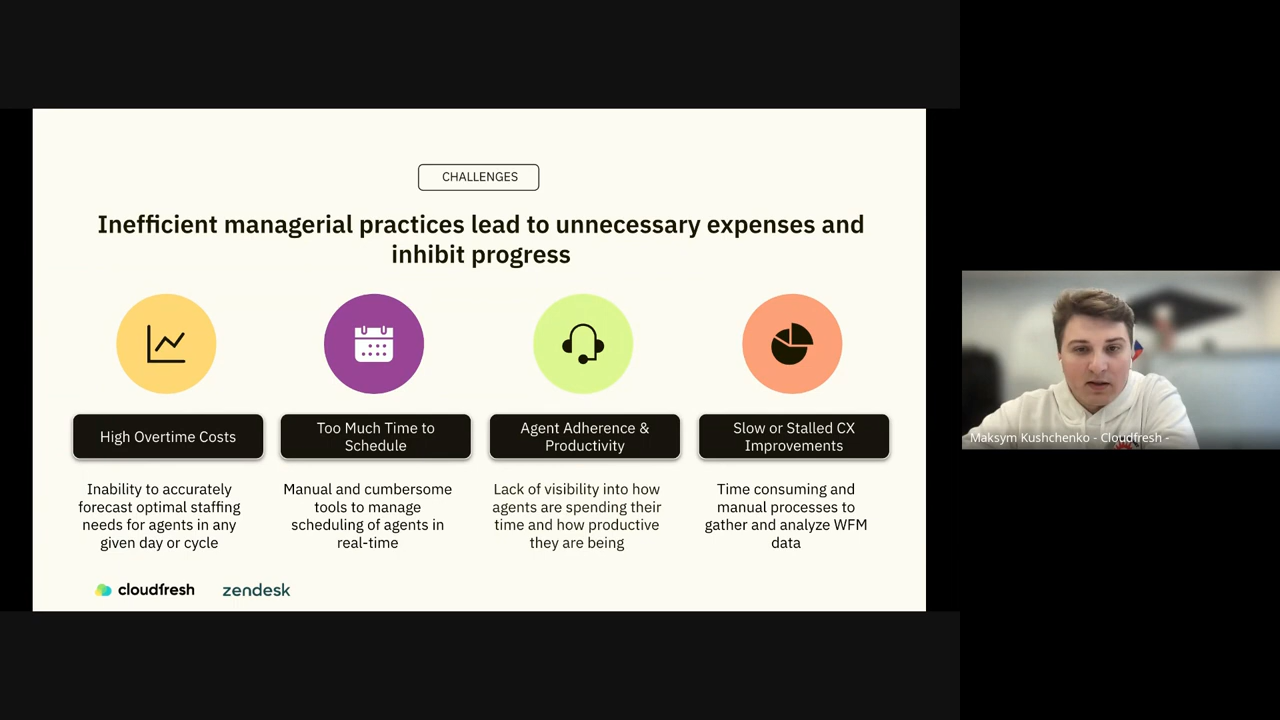 CHALLENGES
Inefficient managerial practices lead to unnecessary expenses and
inhibit progress
High Overtime Costs
Inability to accurately
forecast optimal staffing
needs for agents in any
given day or cycle
Too Much Time to
Schedule
Manual and cumbersome
tools to manage
scheduling of agents in
real-time
Agent Adherence &
Productivity
Lack of visibility into how
agents are spending their
time and how productive
they are being
Slow or Stalled CX
Improvements
Time consuming and
manual processes to
gather and analyze WFM
data
cloudfresh
zendesk
Maksym Kushchenko - Cloudfresh -